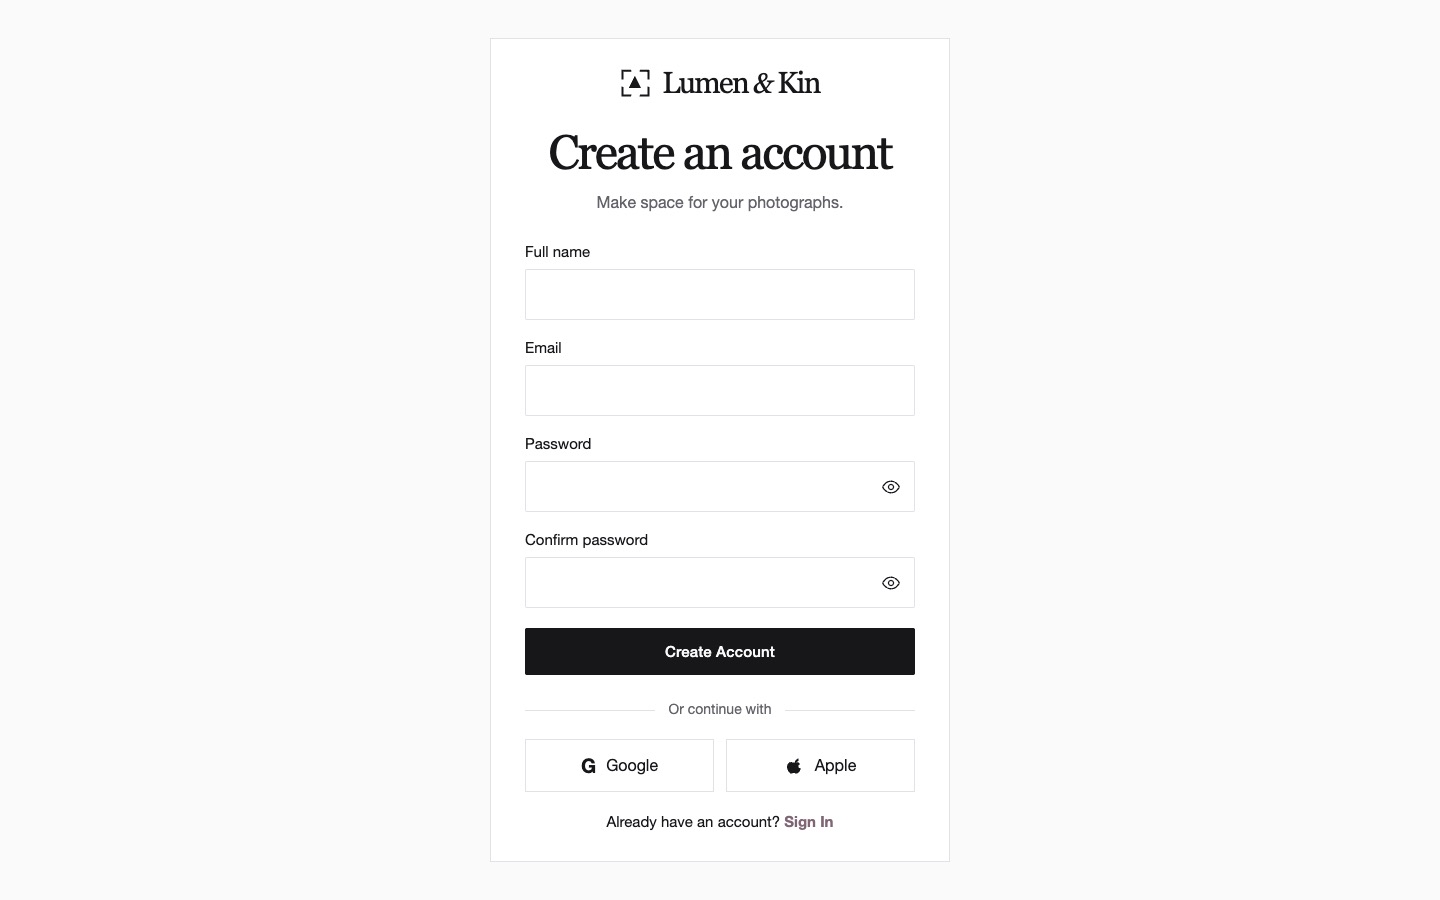 Lumen & Kin
Create an account
Make space for your photographs.
Full name
Email
Password
Confirm password
Create Account
Or continue with
G Google
Apple
Already have an account? Sign In